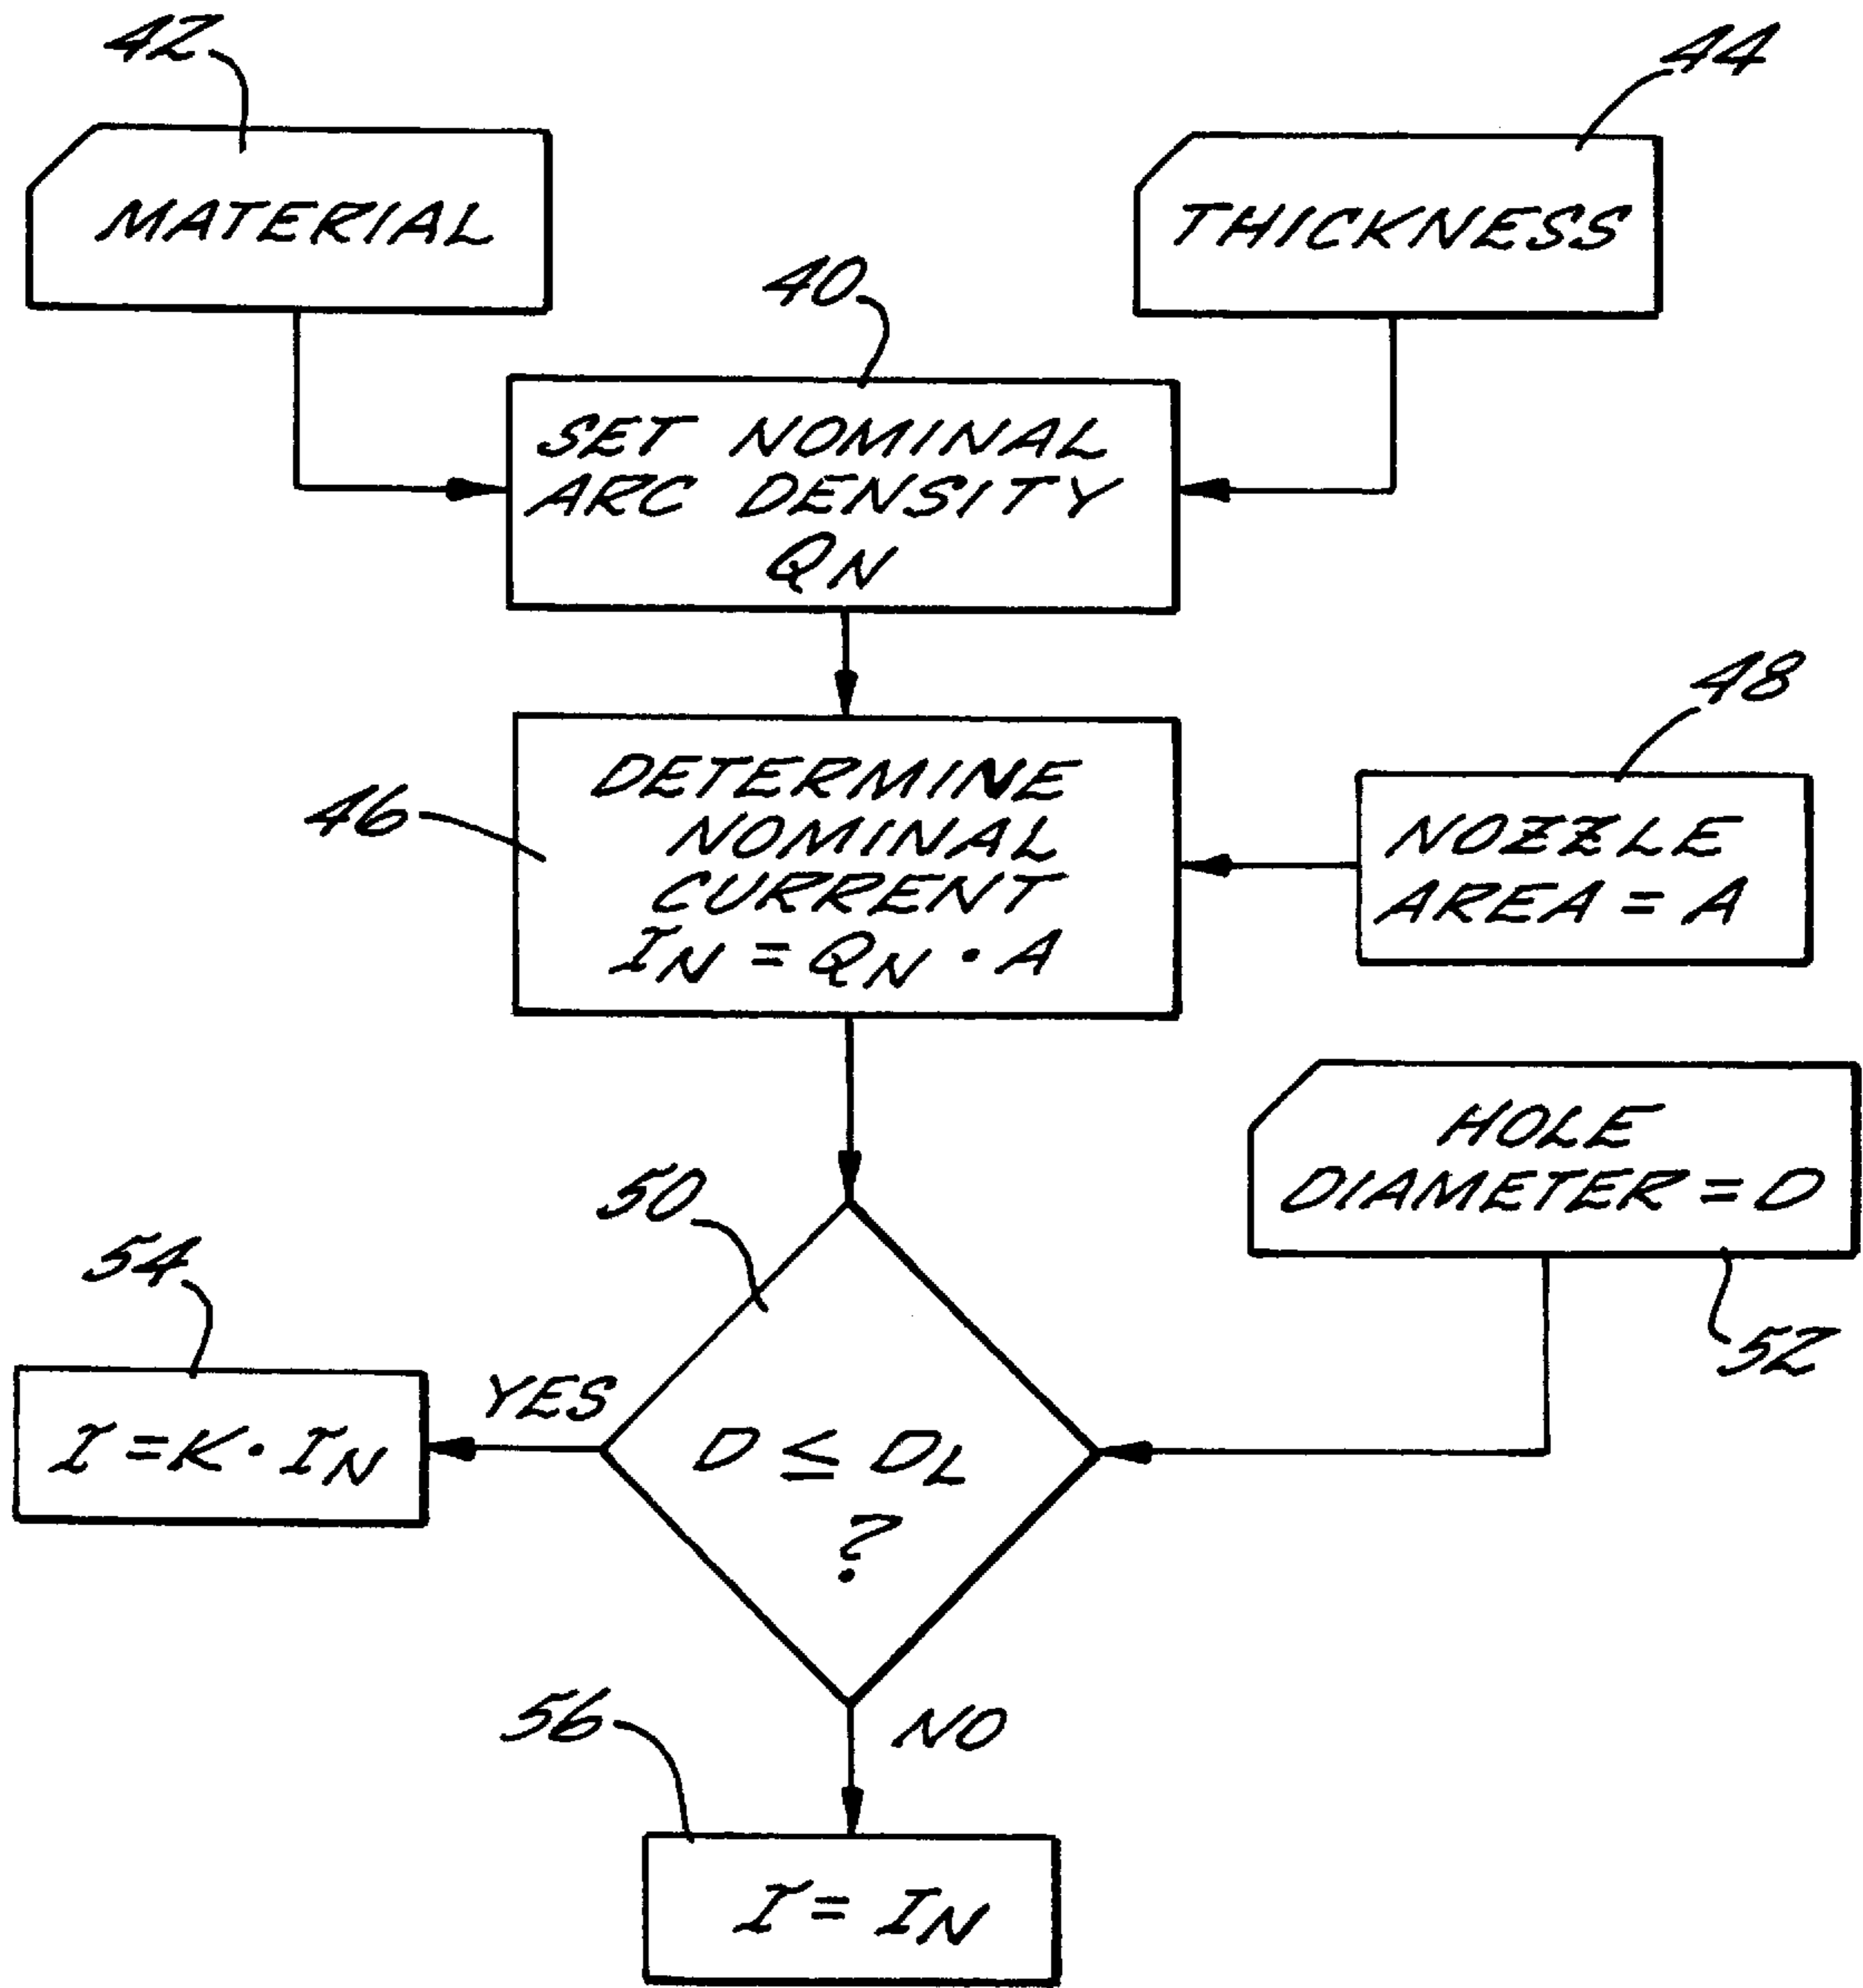 42
44
MATERIAL
THICKNESS
40
SET NOMINAL
ARC DENSITY
QN
48
46
DETERMINE
NOMINAL
CURRENT
IN = QN · A
NOZZLE
AREA = A
HOLE
DIAMETER = D
52
50
54
YES
I = K · IN
D ≤ DL
?
56
NO
I = IN